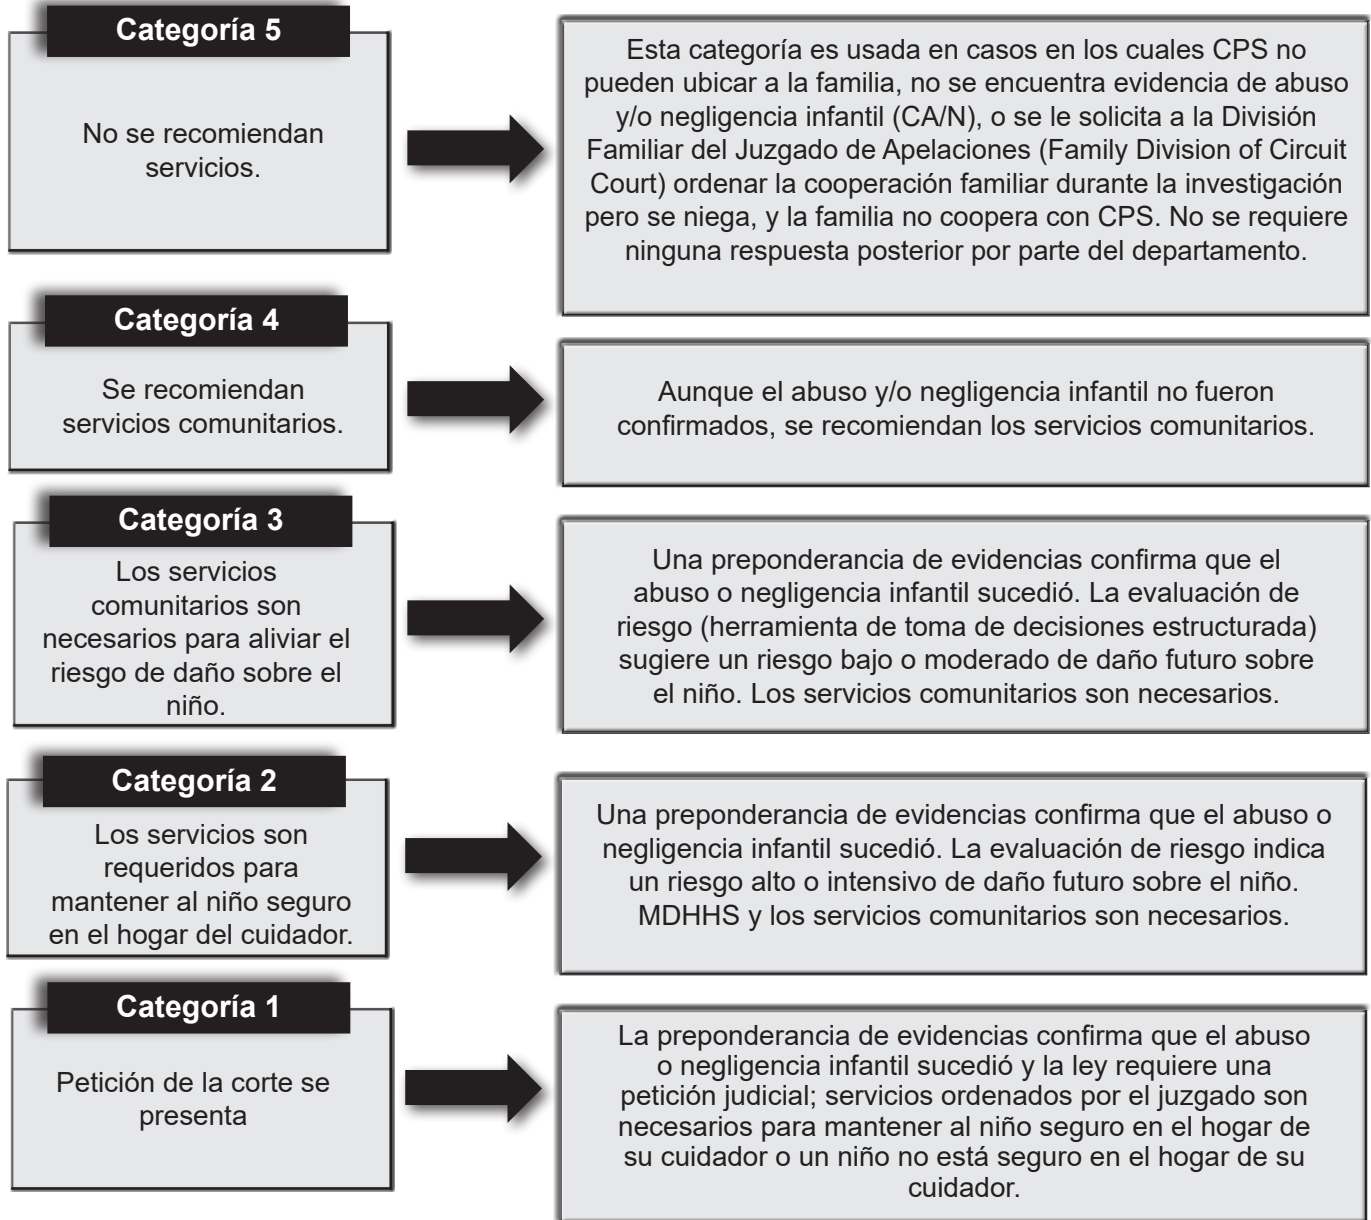 Categoría 5
No se recomiendan
servicios.
Esta categoría es usada en casos en los cuales CPS no
pueden ubicar a la familia, no se encuentra evidencia de abuso
y/o negligencia infantil (CA/N), o se le solicita a la División
Familiar del Juzgado de Apelaciones (Family Division of Circuit
Court) ordenar la cooperación familiar durante la investigación
pero se niega, y la familia no coopera con CPS. No se requiere
ninguna respuesta posterior por parte del departamento.
Categoría 4
Se recomiendan
servicios comunitarios.
Aunque el abuso y/o negligencia infantil no fueron
confirmados, se recomiendan los servicios comunitarios.
Categoría 3
Los servicios
comunitarios son
necesarios para aliviar el
riesgo de daño sobre el
niño.
Una preponderancia de evidencias confirma que el
abuso o negligencia infantil sucedió. La evaluación de
riesgo (herramienta de toma de decisiones estructurada)
sugiere un riesgo bajo o moderado de daño futuro sobre
el niño. Los servicios comunitarios son necesarios.
Categoría 2
Los servicios son
requeridos para
mantener al niño seguro
en el hogar del cuidador.
Una preponderancia de evidencias confirma que el abuso o
negligencia infantil sucedió. La evaluación de riesgo indica
un riesgo alto o intensivo de daño futuro sobre el niño.
MDHHS y los servicios comunitarios son necesarios.
Categoría 1
Petición de la corte se
presenta
La preponderancia de evidencias confirma que el abuso
o negligencia infantil sucedió y la ley requiere una
petición judicial; servicios ordenados por el juzgado son
necesarios para mantener al niño seguro en el hogar de
su cuidador o un niño no está seguro en el hogar de su
cuidador.